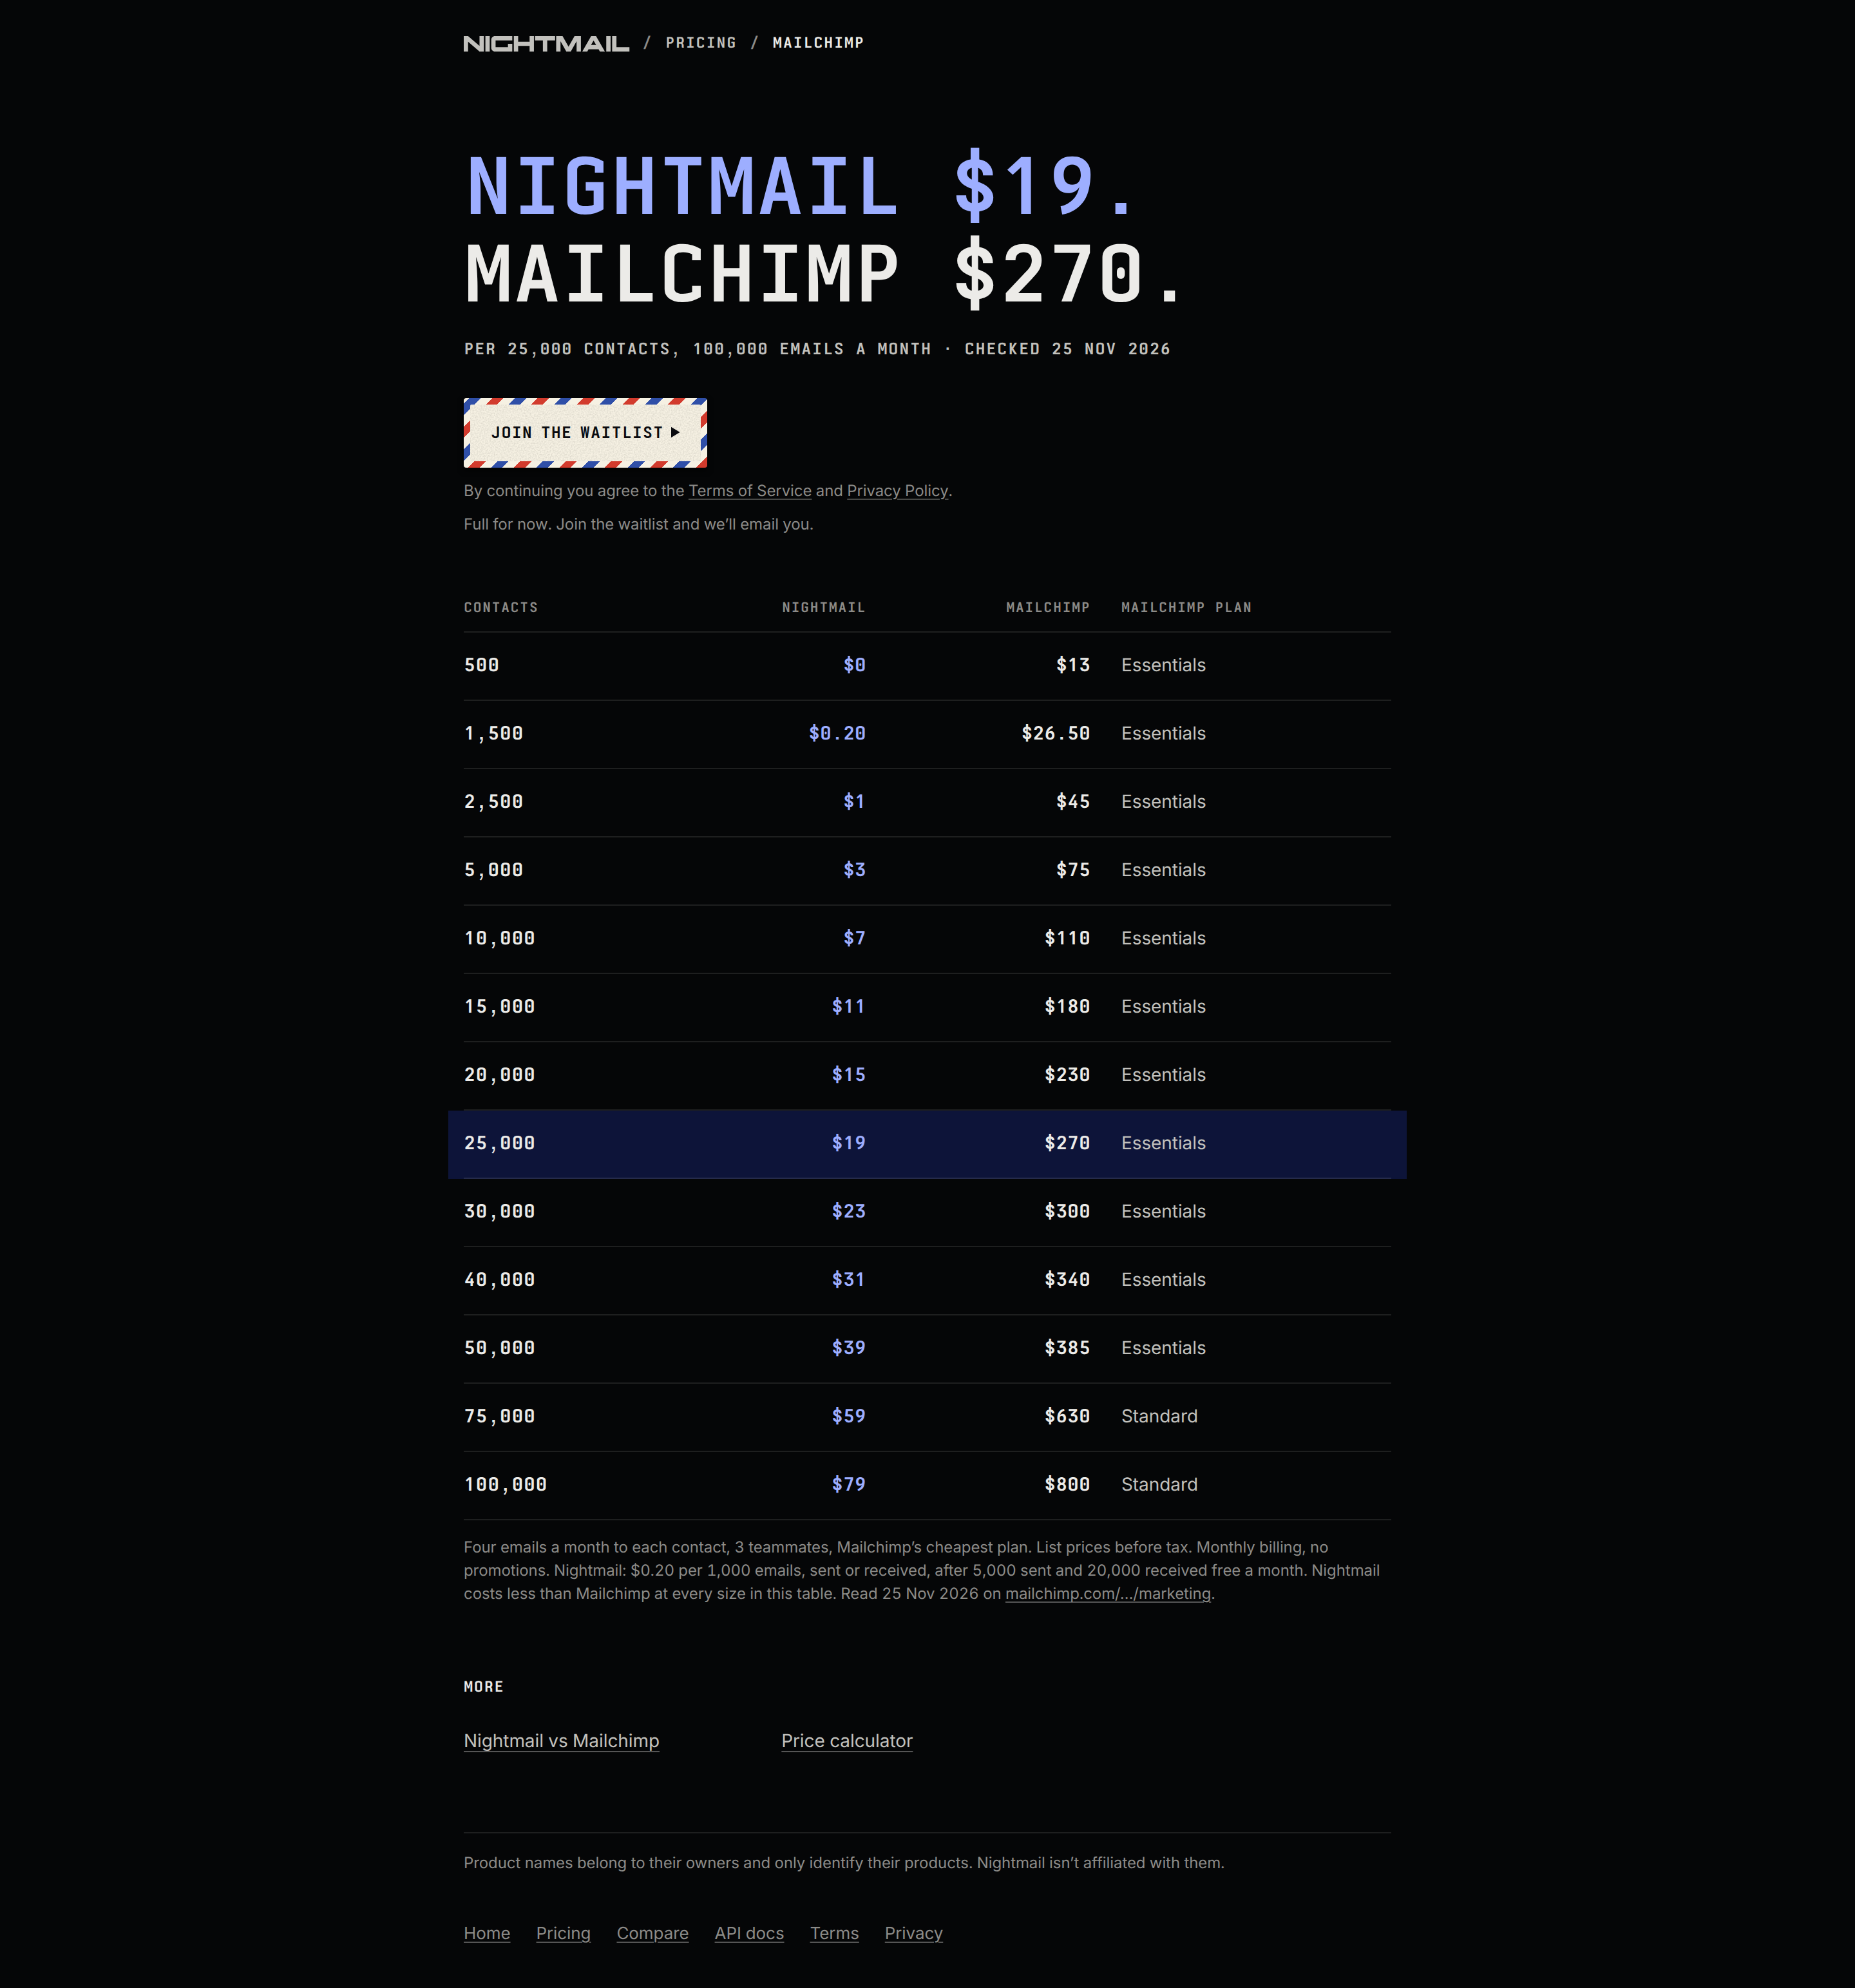 NIGHTMAIL / PRICING / MAILCHIMP
NIGHTMAIL $19.
MAILCHIMP $270.
PER 25,000 CONTACTS, 100,000 EMAILS A MONTH · CHECKED 25 NOV 2026
JOIN THE WAITLIST
By continuing you agree to the Terms of Service and Privacy Policy.
Full for now. Join the waitlist and we’ll email you.
CONTACTS NIGHTMAIL MAILCHIMP MAILCHIMP PLAN
500 $0 $13 Essentials
1,500 $0.20 $26.50 Essentials
2,500 $1 $45 Essentials
5,000 $3 $75 Essentials
10,000 $7 $110 Essentials
15,000 $11 $180 Essentials
20,000 $15 $230 Essentials
25,000 $19 $270 Essentials
30,000 $23 $300 Essentials
40,000 $31 $340 Essentials
50,000 $39 $385 Essentials
75,000 $59 $630 Standard
100,000 $79 $800 Standard
Four emails a month to each contact, 3 teammates, Mailchimp’s cheapest plan. List prices before tax. Monthly billing, no
promotions. Nightmail: $0.20 per 1,000 emails, sent or received, after 5,000 sent and 20,000 received free a month. Nightmail
costs less than Mailchimp at every size in this table. Read 25 Nov 2026 on mailchimp.com/…/marketing.
MORE
Nightmail vs Mailchimp Price calculator
Product names belong to their owners and only identify their products. Nightmail isn’t affiliated with them.
Home Pricing Compare API docs Terms Privacy